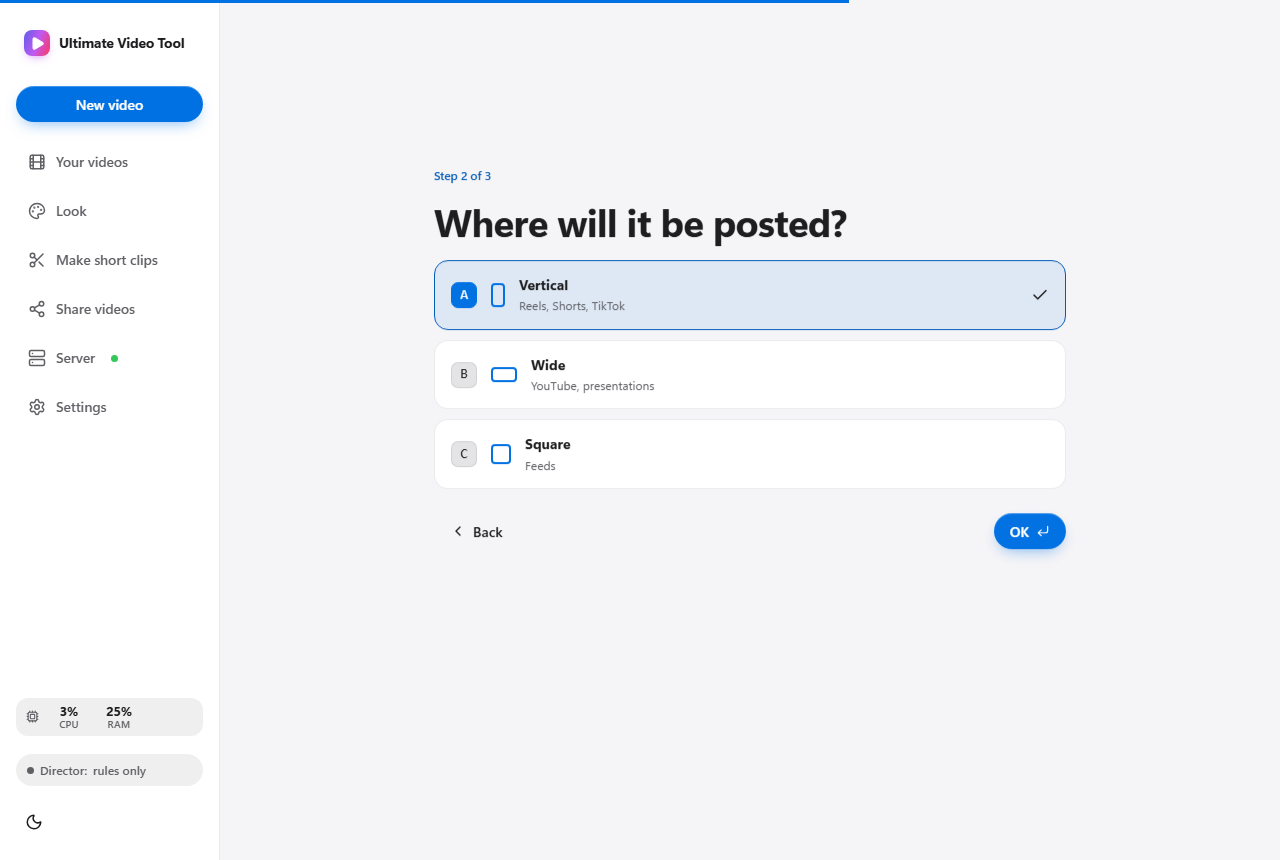 Ultimate Video Tool
New video
Your videos
Look
Make short clips
Share videos
Server
Settings
3%
CPU
25%
RAM
Director: rules only
Step 2 of 3
Where will it be posted?
A
Vertical
Reels, Shorts, TikTok
B
Wide
YouTube, presentations
C
Square
Feeds
Back
OK